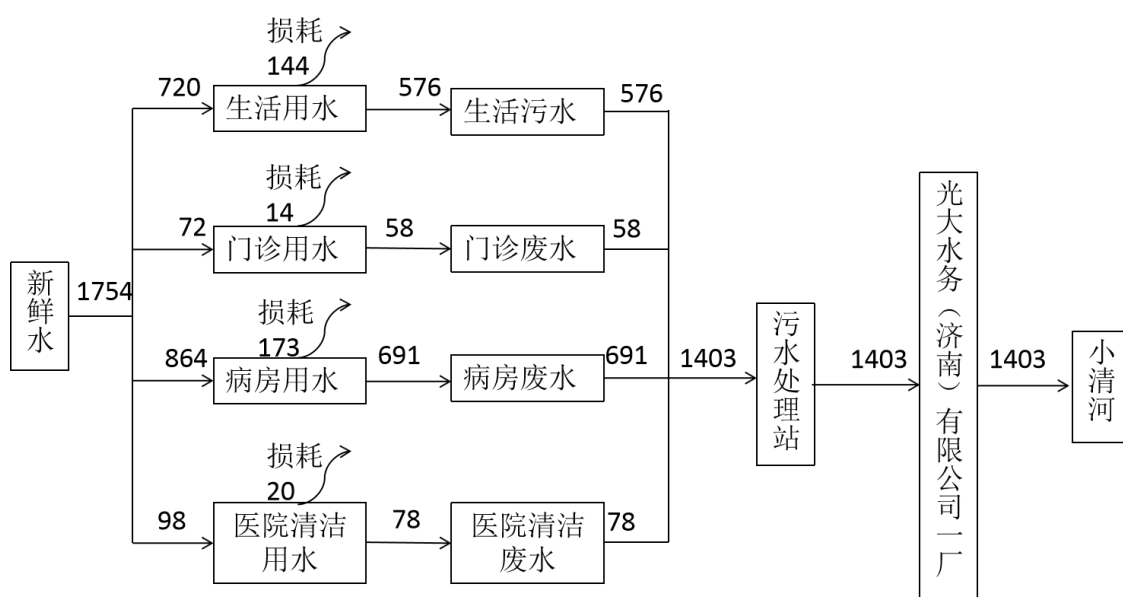 损耗
144
720
生活用水
576
生活污水
576
损耗
14
72
门诊用水
58
门诊废水
58
新鲜水
1754
损耗
173
864
病房用水
691
病房废水
691
1403
污水处理站
1403
光大水务（济南）有限公司一厂
1403
小清河
损耗
20
98
医院清洁
用水
78
医院清洁
废水
78